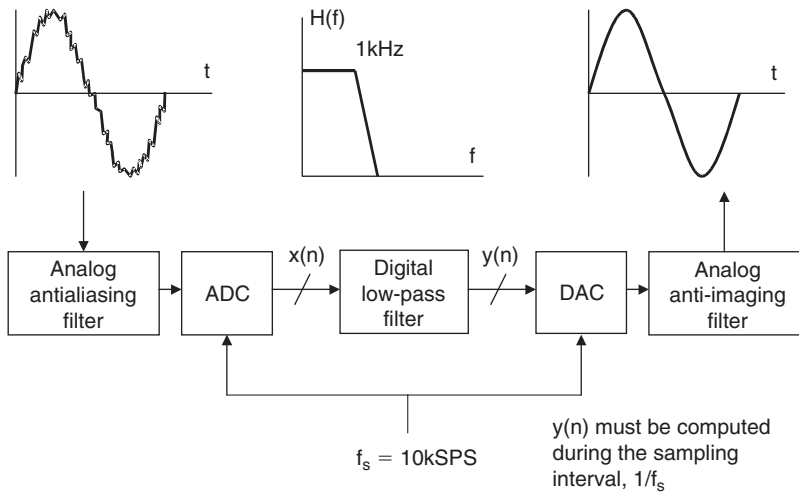 t
H(f)
1kHz
f
t
Analog
antialiasing
filter
ADC
x(n)
Digital
low-pass
filter
y(n)
DAC
Analog
anti-imaging
filter
fs = 10kSPS
y(n) must be computed
during the sampling
interval, 1/fs